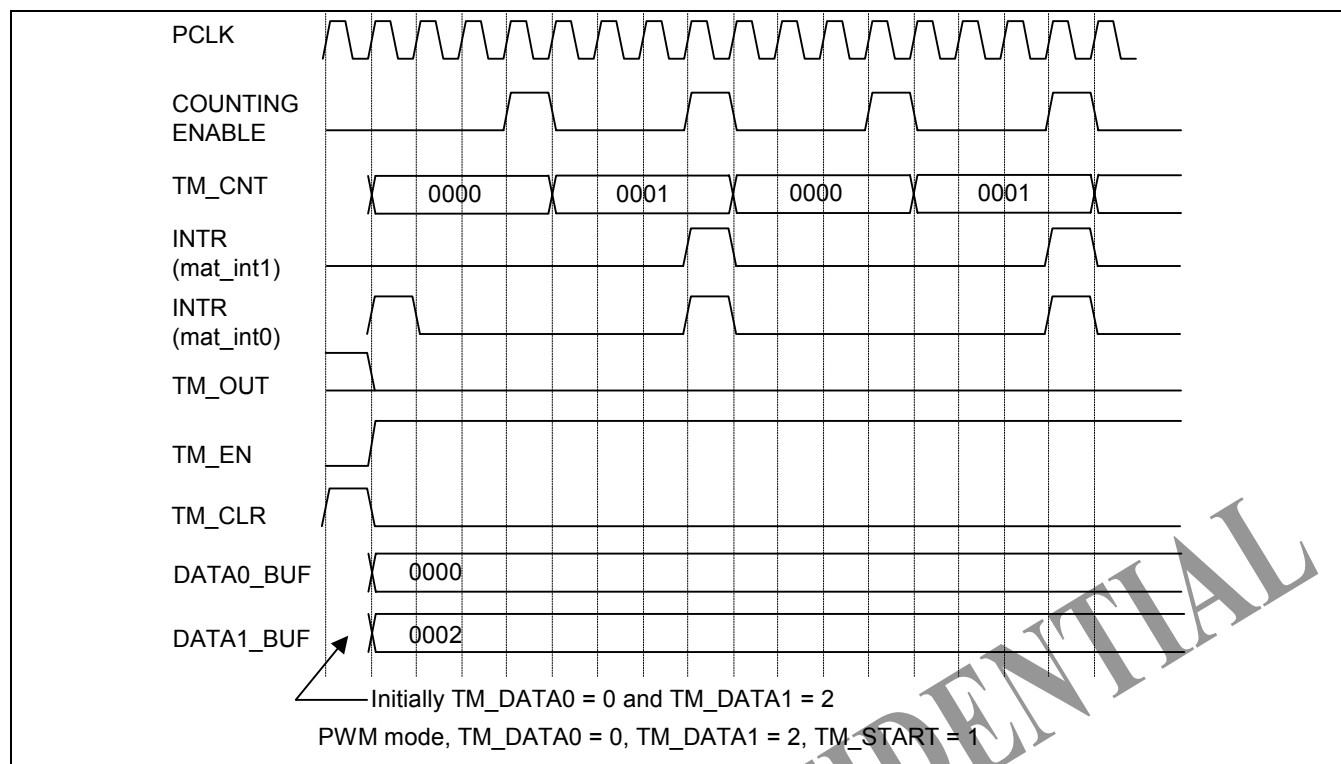 PCLK
COUNTING
ENABLE
TM_CNT
0000
0001
0000
0001
INTR
(mat_int1)
INTR
(mat_int0)
TM_OUT
TM_EN
TM_CLR
DATA0_BUF
0000
DATA1_BUF
0002
Initially TM_DATA0 = 0 and TM_DATA1 = 2
PWM mode, TM_DATA0 = 0, TM_DATA1 = 2, TM_START = 1